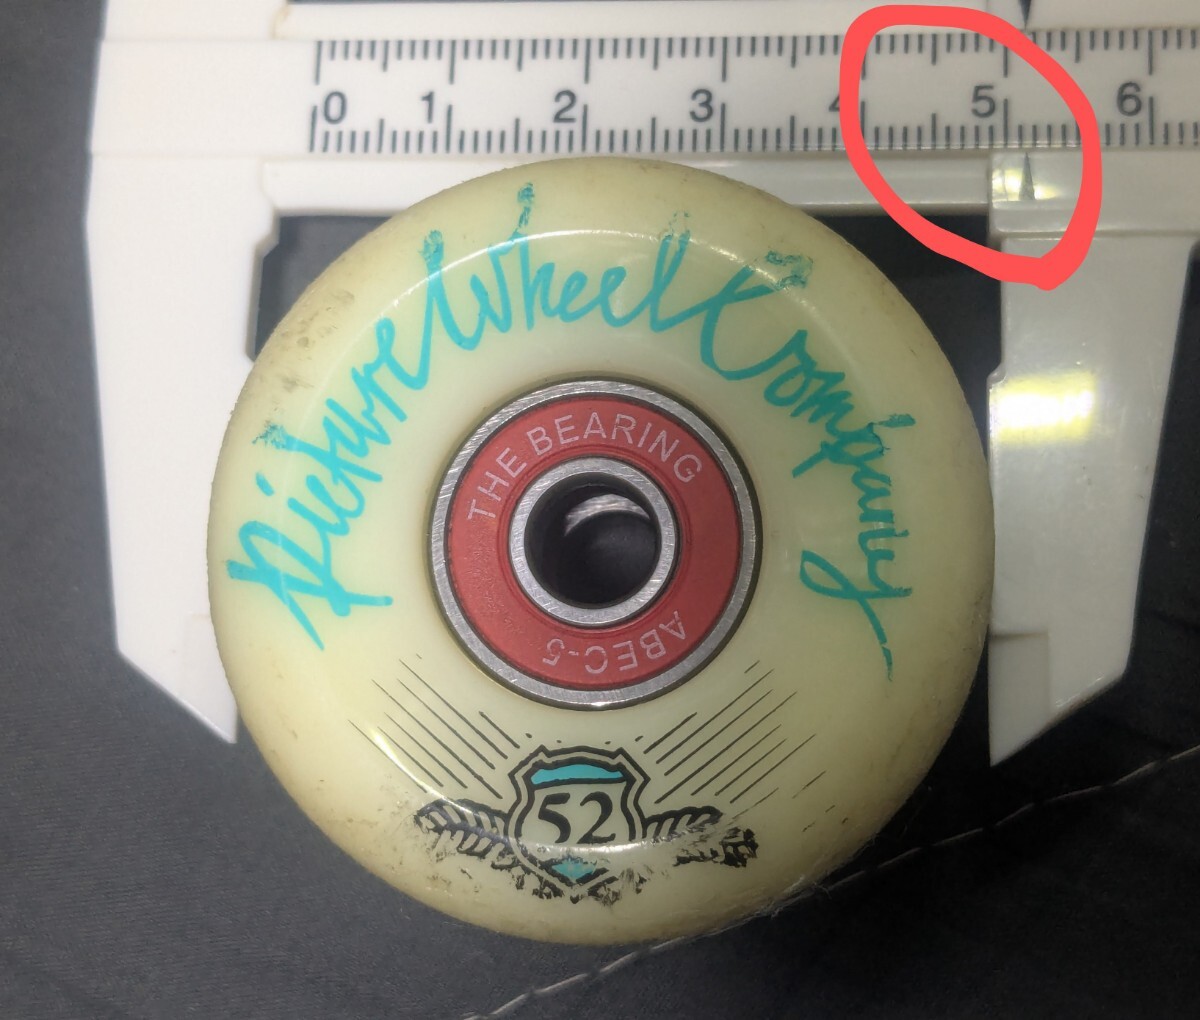 0 1 2 3 4 5 6
Picture Wheel Company
THE BEARING
ABEC-5
52